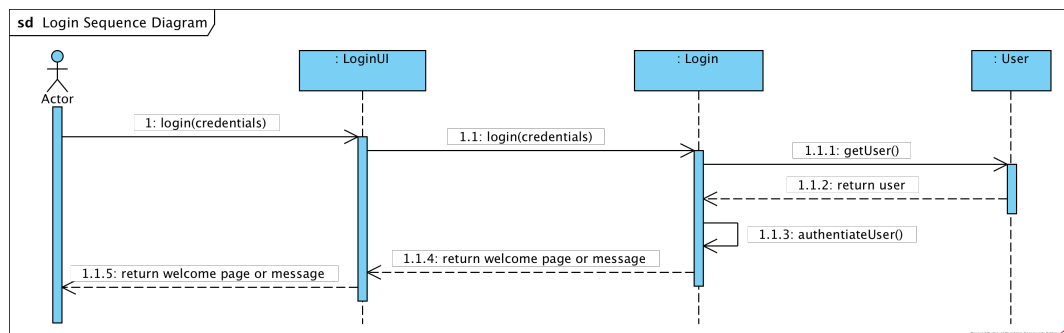 sd Login Sequence Diagram
: LoginUI
: Login
: User
Actor
1: login(credentials)
1.1: login(credentials)
1.1.1: getUser()
1.1.2: return user
1.1.3: authentiateUser()
1.1.4: return welcome page or message
1.1.5: return welcome page or message